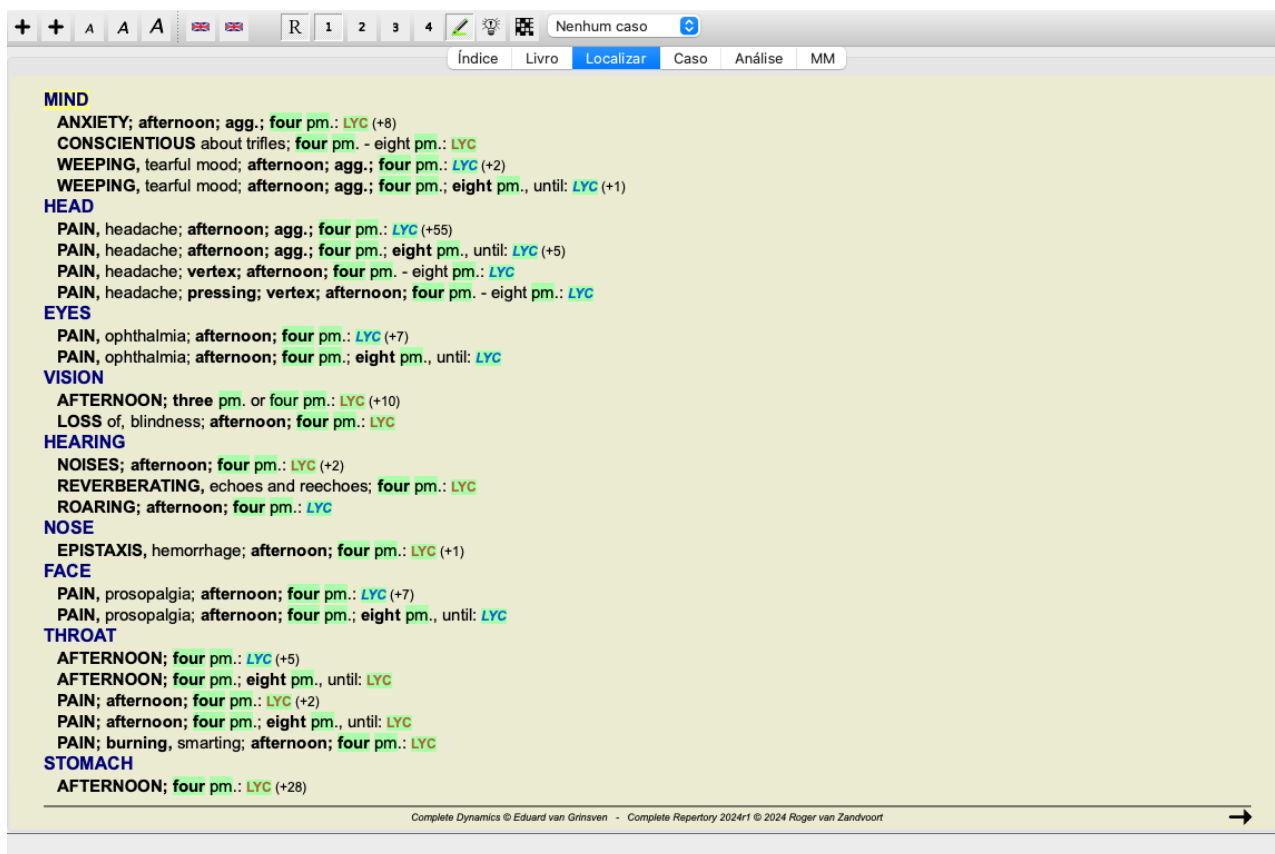 + + A A A R 1 2 3 4 Nenhum caso
Índice Livro Localizar Caso Análise MM
MIND
ANXIETY; afternoon; agg.; four pm.: LYC (+8)
CONSCIENTIOUS about trifles; four pm. - eight pm.: LYC
WEEPING, tearful mood; afternoon; agg.; four pm.: LYC (+2)
WEEPING, tearful mood; afternoon; agg.; four pm.; eight pm., until: LYC (+1)
HEAD
PAIN, headache; afternoon; agg.; four pm.: LYC (+55)
PAIN, headache; afternoon; agg.; four pm.; eight pm., until: LYC (+5)
PAIN, headache; vertex; afternoon; four pm. - eight pm.: LYC
PAIN, headache; pressing; vertex; afternoon; four pm. - eight pm.: LYC
EYES
PAIN, ophthalmia; afternoon; four pm.: LYC (+7)
PAIN, ophthalmia; afternoon; four pm.; eight pm., until: LYC
VISION
AFTERNOON; three pm. or four pm.: LYC (+10)
LOSS of, blindness; afternoon; four pm.: LYC
HEARING
NOISES; afternoon; four pm.: LYC (+2)
REVERBERATING, echoes and reechoes; four pm.: LYC
ROARING; afternoon; four pm.: LYC
NOSE
EPISTAXIS, hemorrhage; afternoon; four pm.: LYC (+1)
FACE
PAIN, prosopalgia; afternoon; four pm.: LYC (+7)
PAIN, prosopalgia; afternoon; four pm.; eight pm., until: LYC
THROAT
AFTERNOON; four pm.: LYC (+5)
AFTERNOON; four pm.; eight pm., until: LYC
PAIN; afternoon; four pm.: LYC (+2)
PAIN; afternoon; four pm.; eight pm., until: LYC
PAIN; burning, smarting; afternoon; four pm.: LYC
STOMACH
AFTERNOON; four pm.: LYC (+28)
Complete Dynamics © Eduard van Grinsven - Complete Repertory 2024r1 © 2024 Roger van Zandvoort